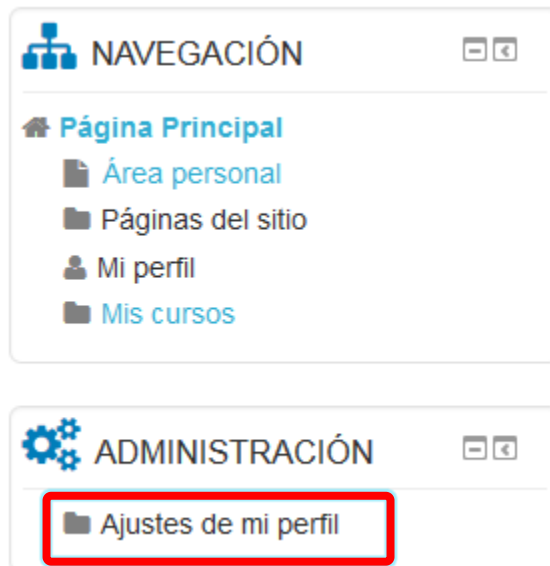 NAVEGACIÓN
Página Principal
Área personal
Páginas del sitio
Mi perfil
Mis cursos
ADMINISTRACIÓN
Ajustes de mi perfil